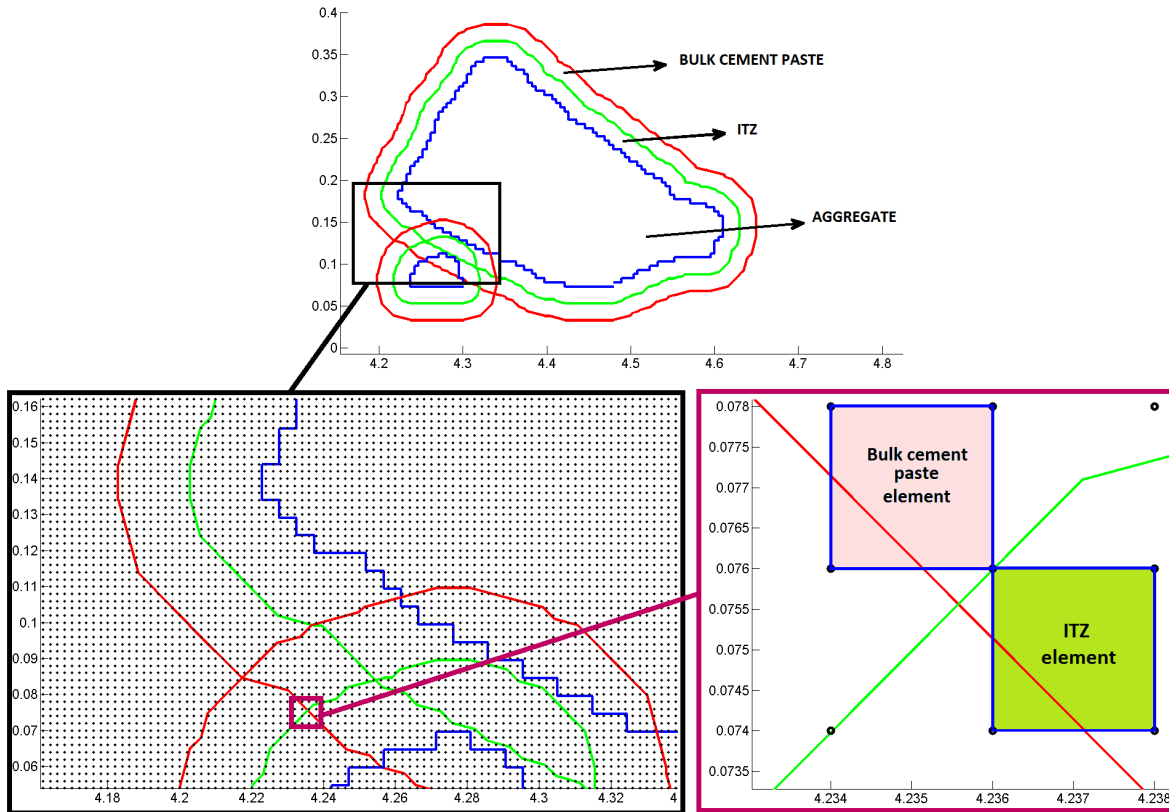 0.4
BULK CEMENT PASTE
0.35
0.3
ITZ
0.25
0.2
AGGREGATE
0.15
0.1
0.05
0
4.2 4.3 4.4 4.5 4.6 4.7 4.8
0.16
0.15
0.14
0.13
0.12
0.11
0.1
0.09
0.08
0.07
0.06
4.18 4.2 4.22 4.24 4.26 4.28 4.3 4.32 4
0.078
0.0775
0.077
0.0765
0.076
0.0755
0.075
0.0745
0.074
0.0735
Bulk cement
paste
element
ITZ
element
4.234 4.235 4.236 4.237 4.238